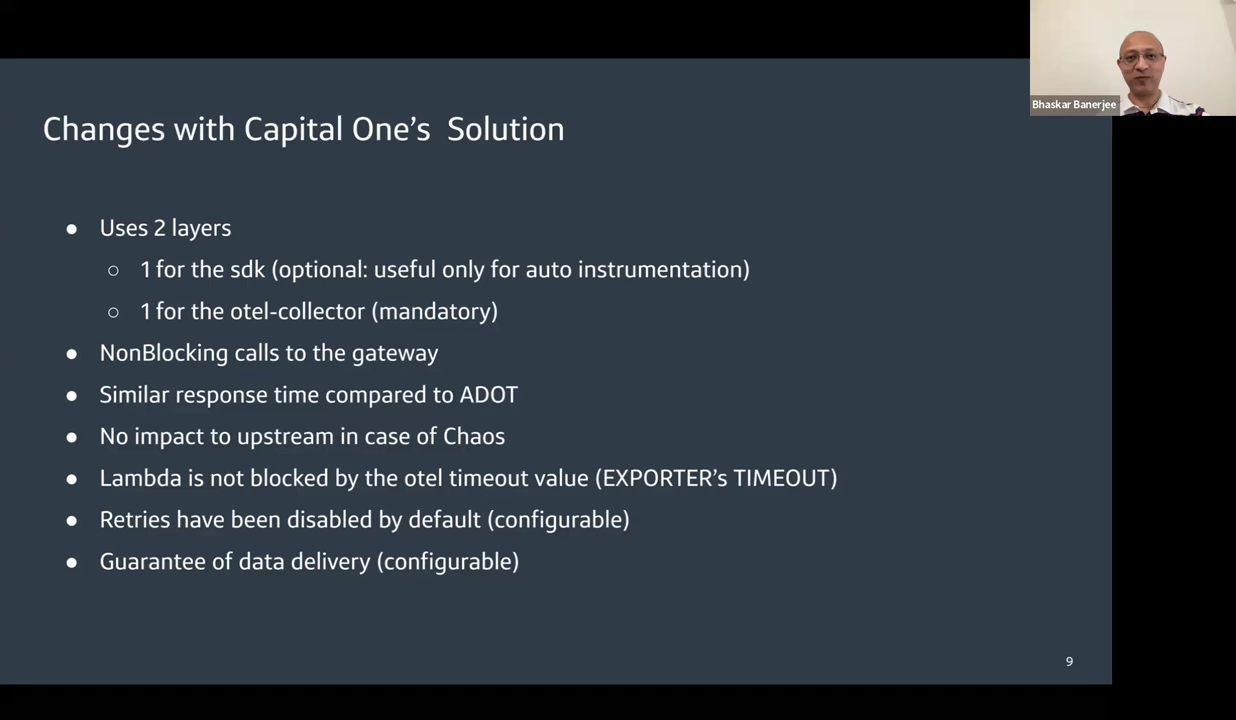 Bhaskar Banerjee
Changes with Capital One's Solution
● Uses 2 layers
○ 1 for the sdk (optional: useful only for auto instrumentation)
○ 1 for the otel-collector (mandatory)
● NonBlocking calls to the gateway
● Similar response time compared to ADOT
● No impact to upstream in case of Chaos
● Lambda is not blocked by the otel timeout value (EXPORTER's TIMEOUT)
● Retries have been disabled by default (configurable)
● Guarantee of data delivery (configurable)
9